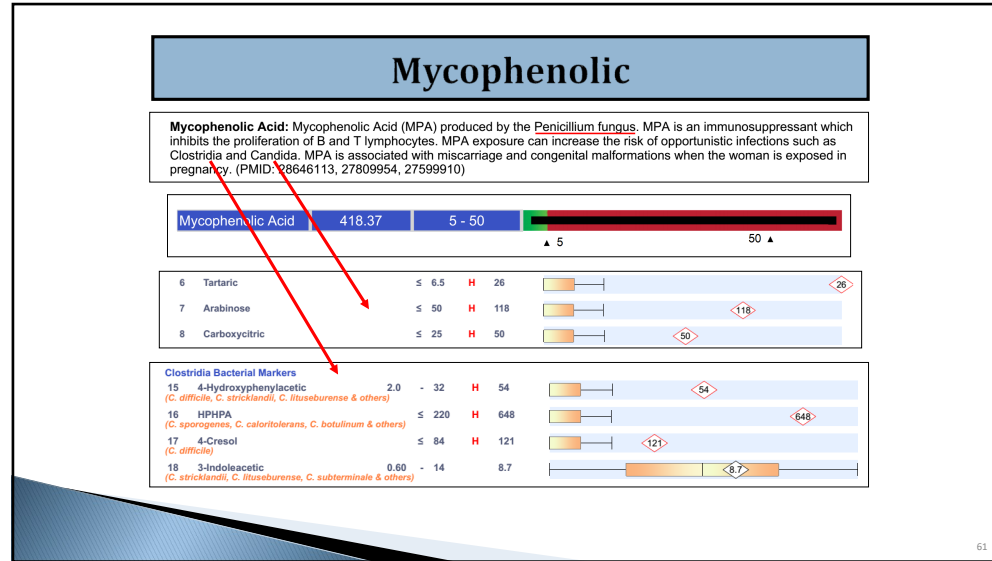 Mycophenolic
Mycophenolic Acid: Mycophenolic Acid (MPA) produced by the Penicillium fungus. MPA is an immunosuppressant which
inhibits the proliferation of B and T lymphocytes. MPA exposure can increase the risk of opportunistic infections such as
Clostridia and Candida. MPA is associated with miscarriage and congenital malformations when the woman is exposed in
pregnancy. (PMID: 28646113, 27809954, 27599910)
Mycophenolic Acid 418.37 5 - 50
▲ 5 50 ▲
6 Tartaric ≤ 6.5 H 26 26
7 Arabinose ≤ 50 H 118 118
8 Carboxycitric ≤ 25 H 50 50
Clostridia Bacterial Markers
15 4-Hydroxyphenylacetic 2.0 - 32 H 54 54
(C. difficile, C. stricklandii, C. lituseburense & others)
16 HPHPA ≤ 220 H 648 648
(C. sporogenes, C. caloritolerans, C. botulinum & others)
17 4-Cresol ≤ 84 H 121 121
(C. difficile)
18 3-Indoleacetic 0.60 - 14 8.7 8.7
(C. stricklandii, C. lituseburense, C. subterminale & others)
61